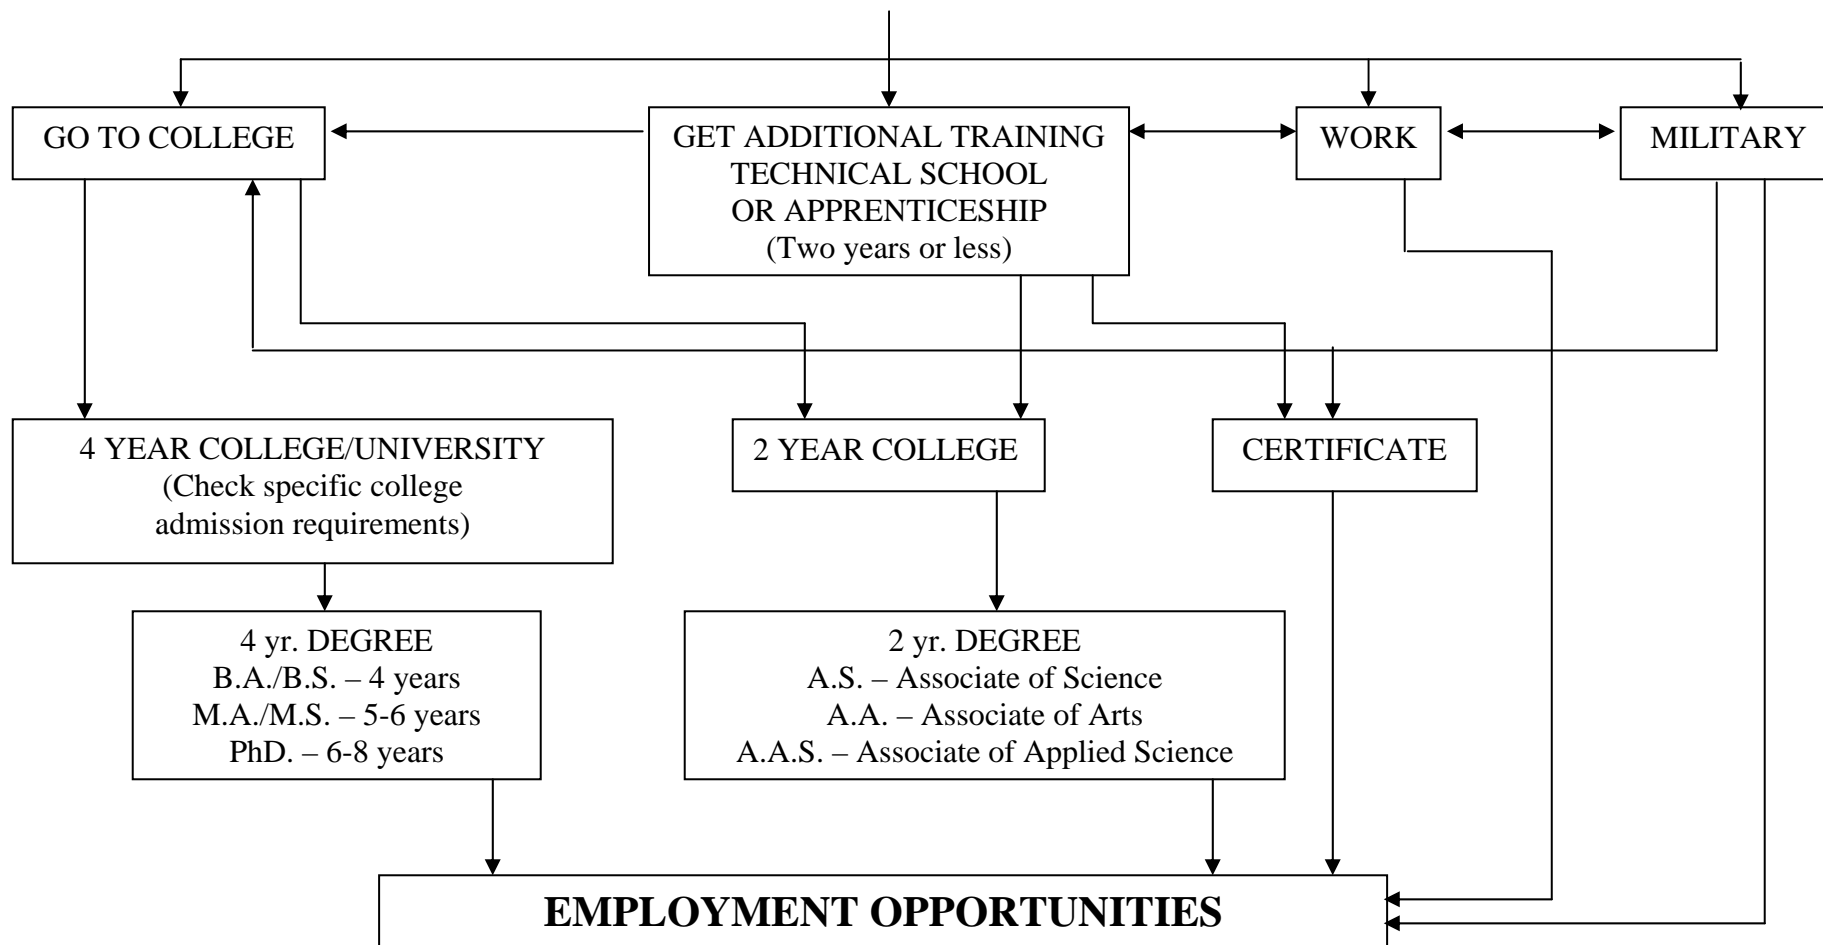 GO TO COLLEGE
GET ADDITIONAL TRAINING
TECHNICAL SCHOOL
OR APPRENTICESHIP
(Two years or less)
WORK
MILITARY
4 YEAR COLLEGE/UNIVERSITY
(Check specific college
admission requirements)
2 YEAR COLLEGE
CERTIFICATE
4 yr. DEGREE
B.A./B.S. – 4 years
M.A./M.S. – 5-6 years
PhD. – 6-8 years
2 yr. DEGREE
A.S. – Associate of Science
A.A. – Associate of Arts
A.A.S. – Associate of Applied Science
EMPLOYMENT OPPORTUNITIES